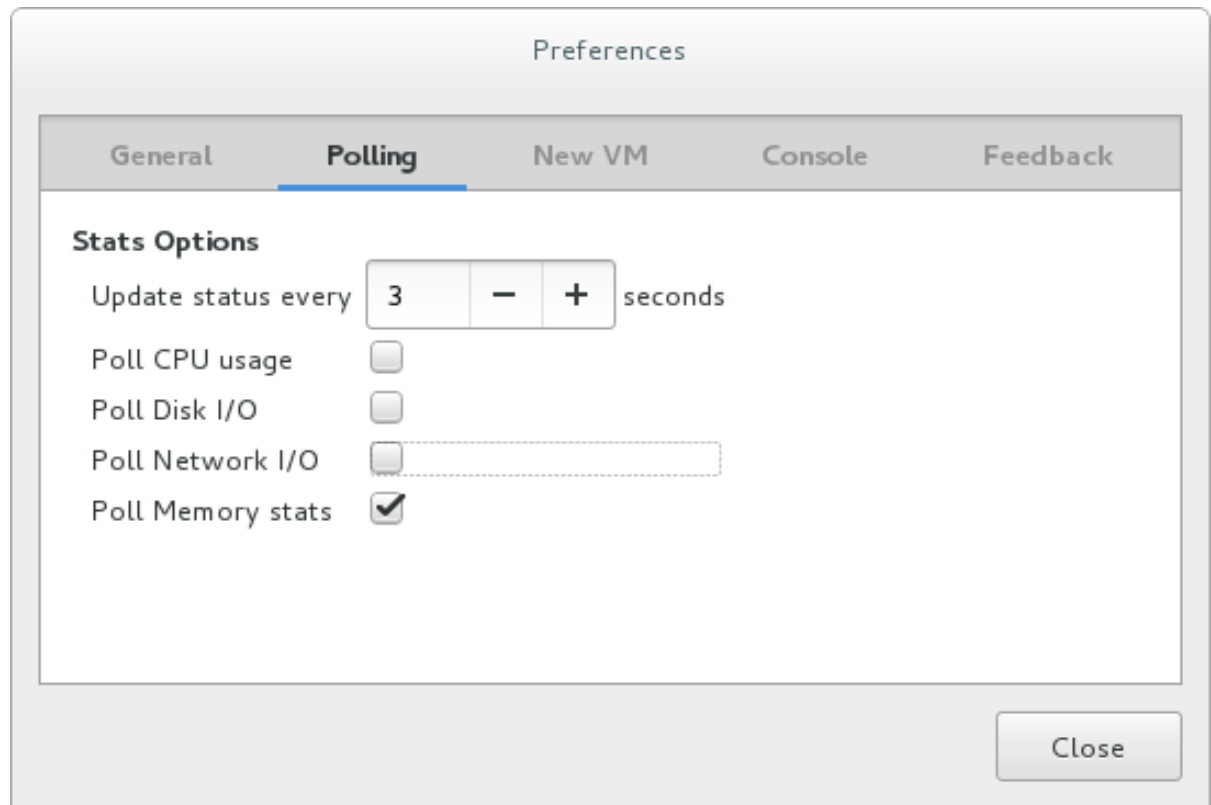 Preferences
General Polling New VM Console Feedback
Stats Options
Update status every 3 − + seconds
Poll CPU usage
Poll Disk I/O
Poll Network I/O
Poll Memory stats
Close